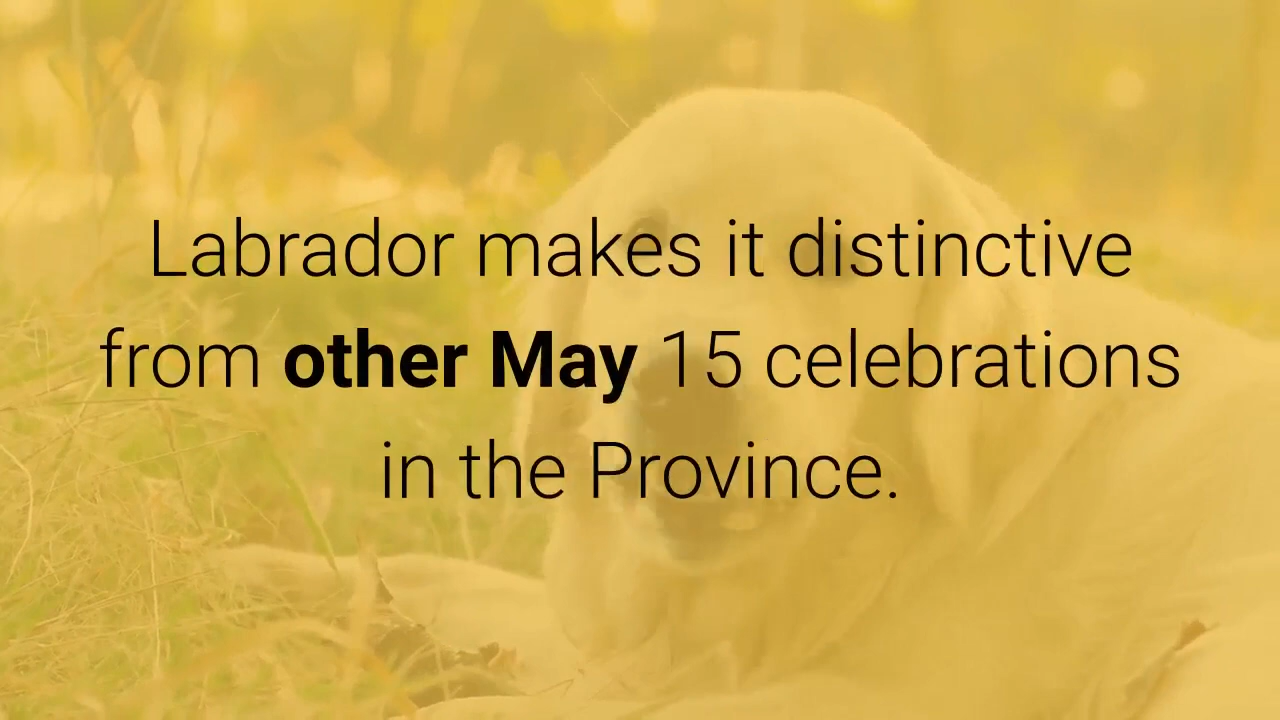 Labrador makes it distinctive
from other May 15 celebrations
in the Province.